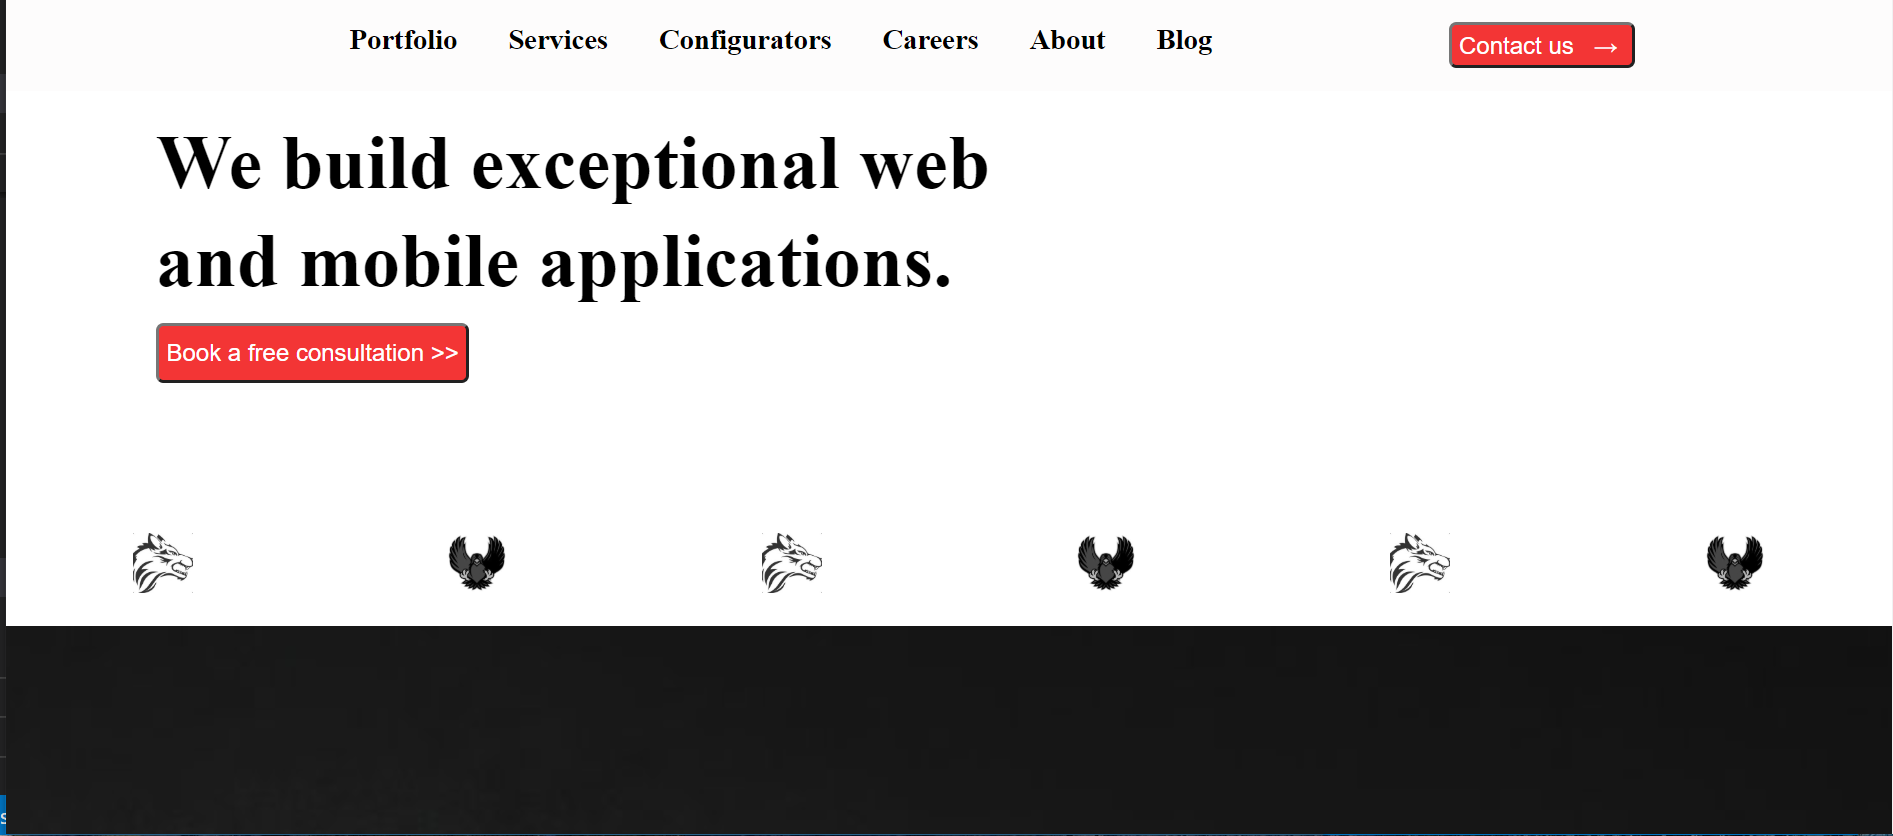 Portfolio Services Configurators Careers About Blog Contact us →
We build exceptional web
and mobile applications.
Book a free consultation >>